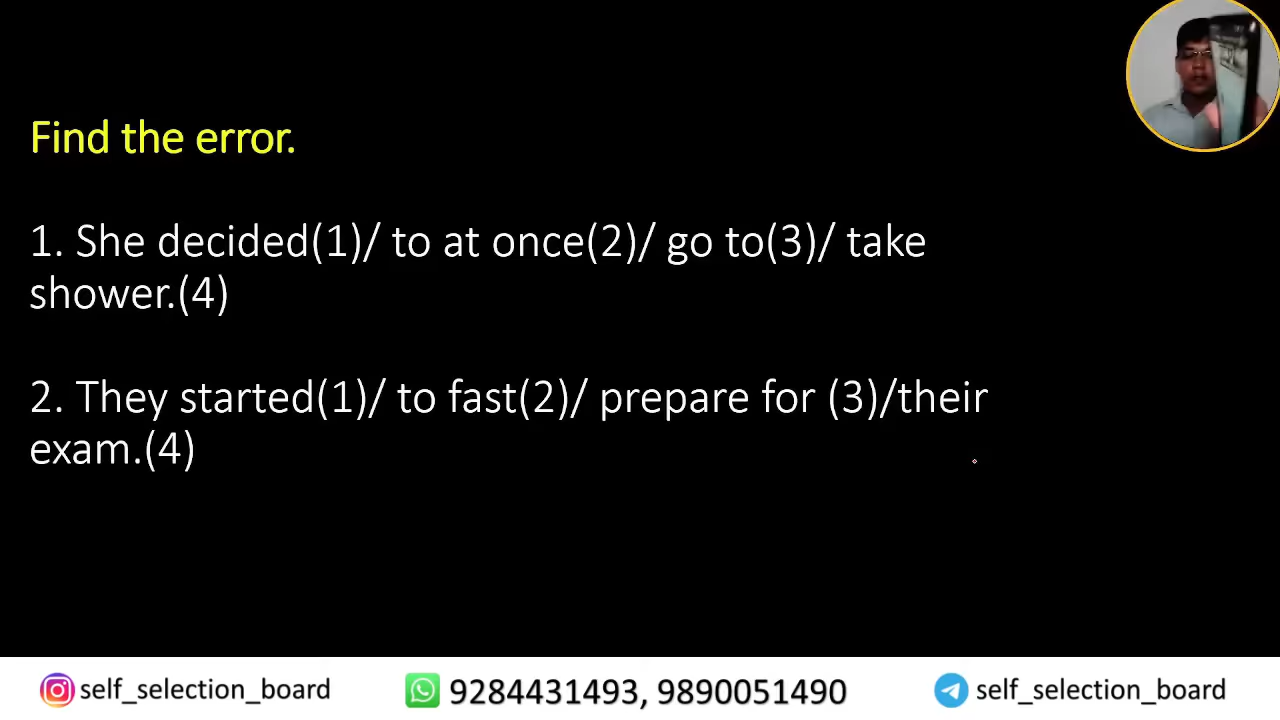 Find the error.
1. She decided(1)/ to at once(2)/ go to(3)/ take
shower.(4)
2. They started(1)/ to fast(2)/ prepare for (3)/their
exam.(4)
self_selection_board
9284431493, 9890051490
self_selection_board